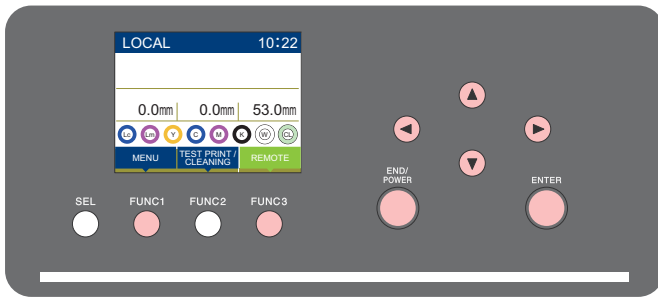 LOCAL 10:22
0.0mm 0.0mm 53.0mm
Lc Lm Y C M K W CL
MENU TEST PRINT / CLEANING REMOTE
END/
POWER
ENTER
SEL FUNC1 FUNC2 FUNC3